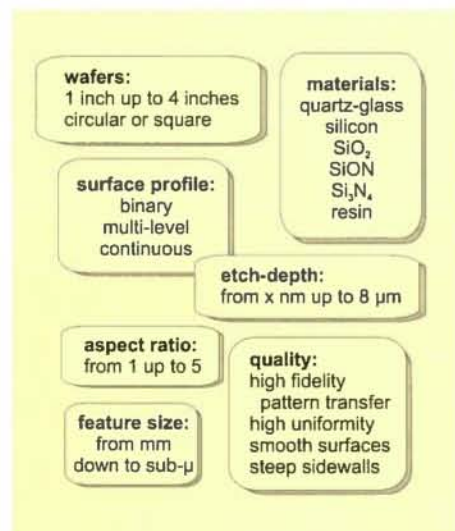 wafers:
1 inch up to 4 inches
circular or square
materials:
quartz-glass
silicon
SiO₂
SiON
Si₃N₄
resin
surface profile:
binary
multi-level
continuous
etch-depth:
from x nm up to 8 µm
aspect ratio:
from 1 up to 5
quality:
high fidelity
pattern transfer
high uniformity
smooth surfaces
steep sidewalls
feature size:
from mm
down to sub-µ